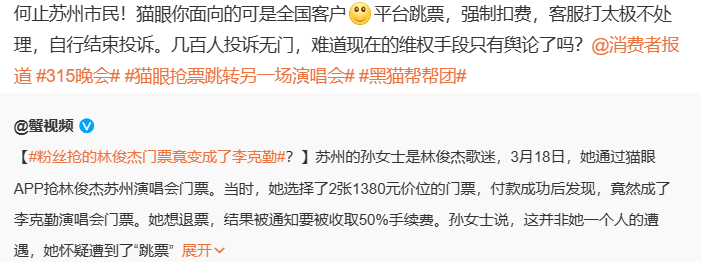 何止苏州市民！猫眼你面向的可是全国客户 平台跳票，强制扣费，客服打太极不处
理，自行结束投诉。几百人投诉无门，难道现在的维权手段只有舆论了吗？@消费者报
道 #315晚会# #猫眼抢票跳转另一场演唱会# #黑猫帮帮团#
@蟹视频
【#粉丝抢的林俊杰门票竟变成了李克勤#？】苏州的孙女士是林俊杰歌迷，3月18日，她通过猫眼
APP抢林俊杰苏州演唱会门票。当时，她选择了2张1380元价位的门票，付款成功后发现，竟然成了
李克勤演唱会门票。她想退票，结果被通知要被收取50%手续费。孙女士说，这并非她一个人的遭
遇，她怀疑遭到了“跳票” 展开